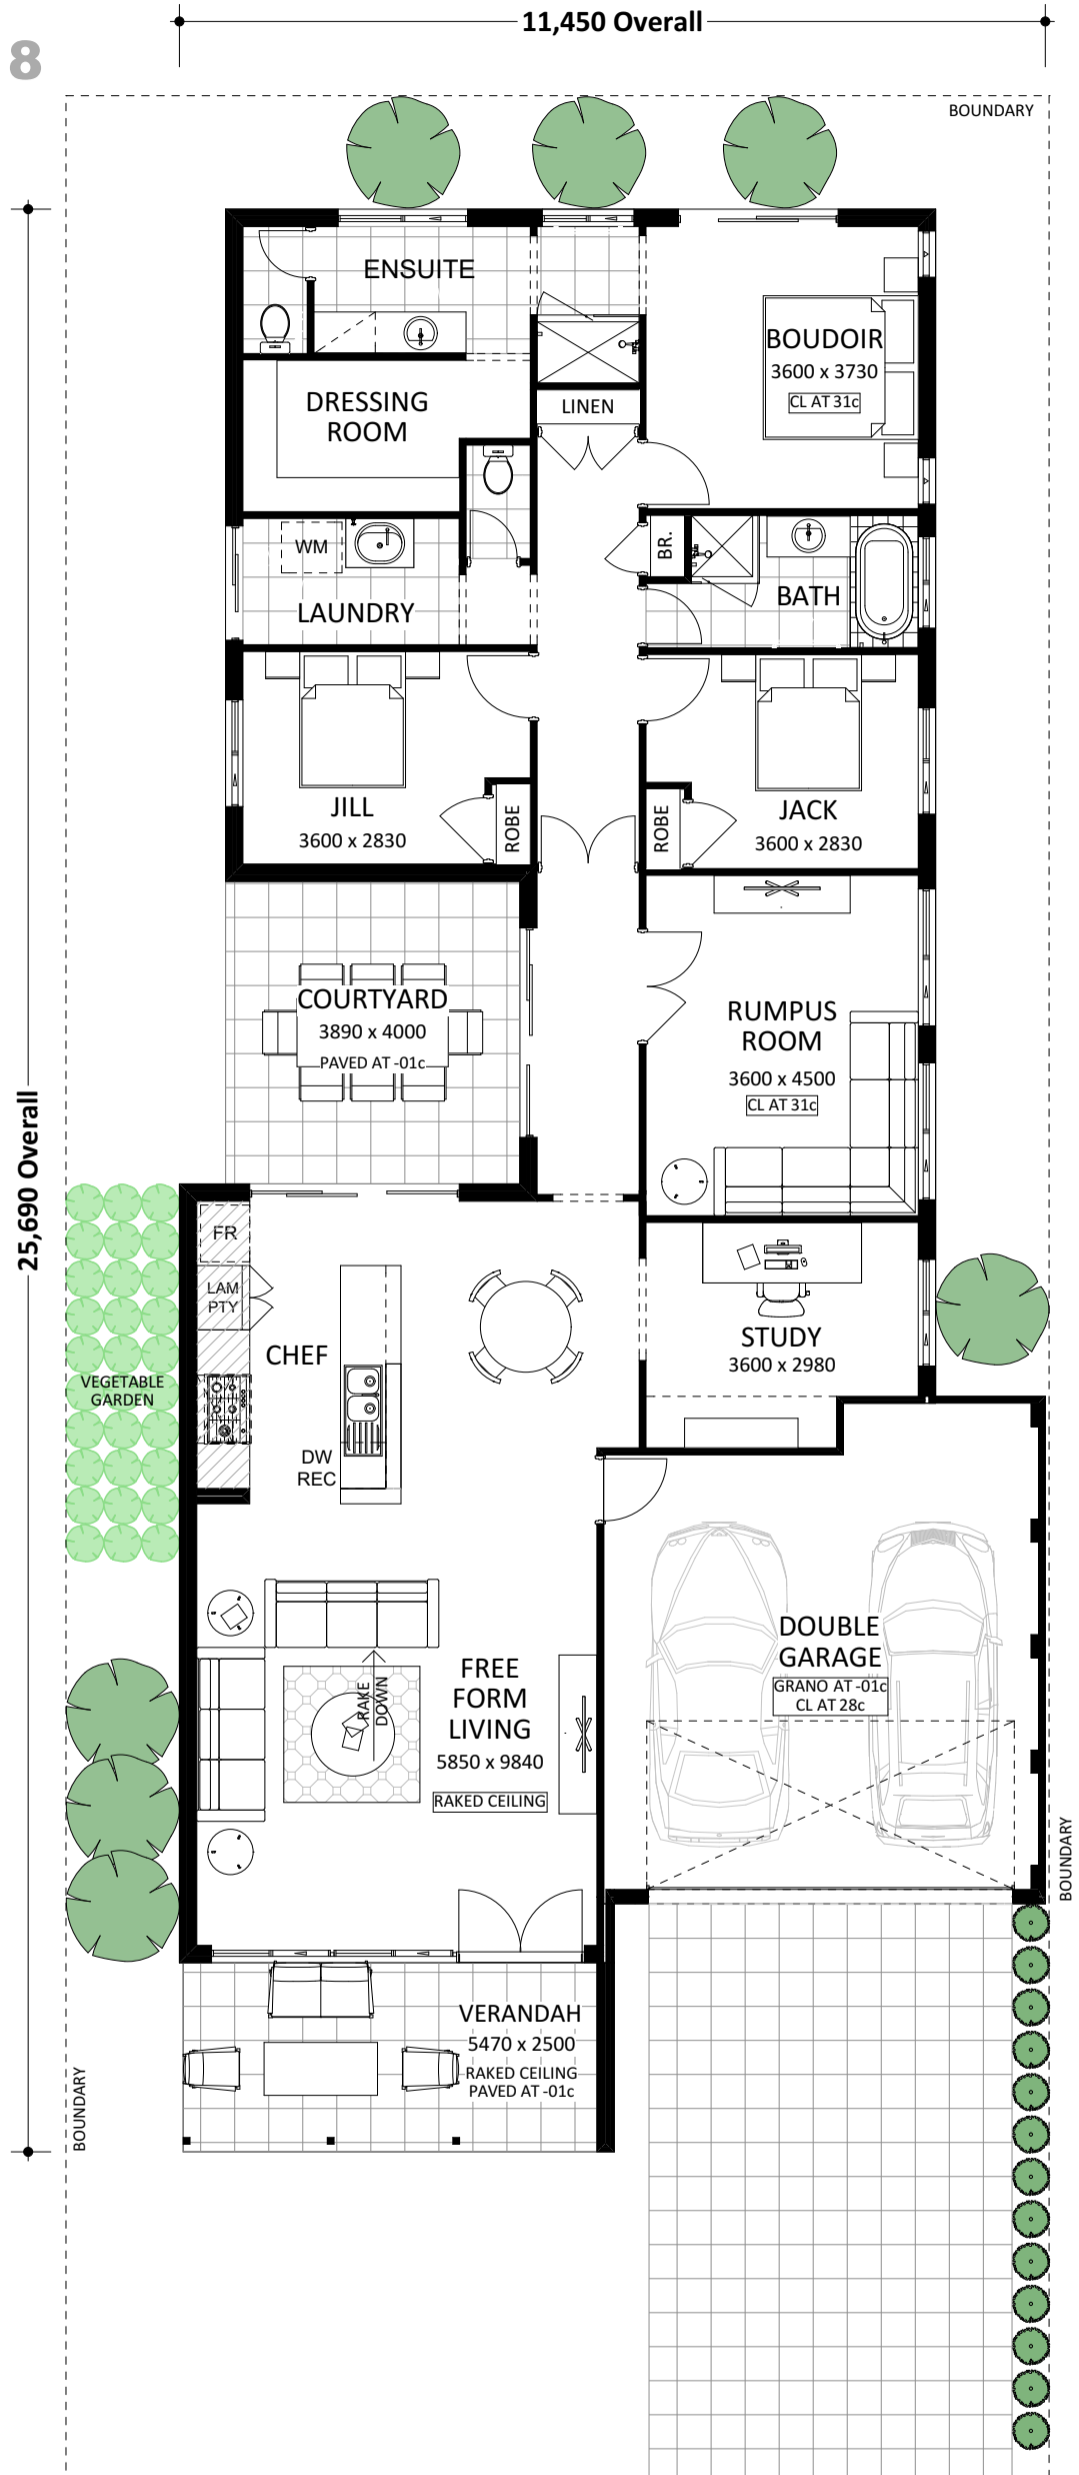 11,450 Overall
8
BOUNDARY
ENSUITE
BOUDOIR
3600 x 3730
CL AT 31c
DRESSING
ROOM
LINEN
WM
BR.
LAUNDRY
BATH
JILL
3600 x 2830
ROBE
ROBE
JACK
3600 x 2830
COURTYARD
3890 x 4000
PAVED AT -01c
RUMPUS
ROOM
3600 x 4500
CL AT 31c
25,690 Overall
FR
LAM
PTY
CHEF
STUDY
3600 x 2980
VEGETABLE
GARDEN
DW
REC
DOUBLE
GARAGE
GRANO AT -01c
CL AT 28c
FREE
FORM
LIVING
5850 x 9840
RAKED CEILING
RAKE
DOWN
BOUNDARY
VERANDAH
5470 x 2500
RAKED CEILING
PAVED AT -01c
BOUNDARY